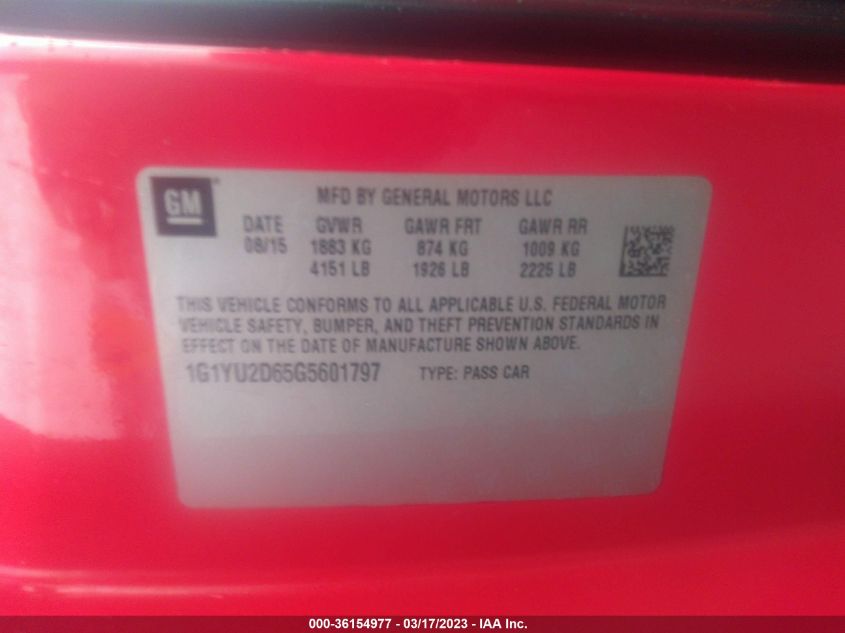 GM
MFD BY GENERAL MOTORS LLC
DATE GVWR GAWR FRT GAWR RR
08/15 1883 KG 874 KG 1009 KG
4151 LB 1926 LB 2225 LB
THIS VEHICLE CONFORMS TO ALL APPLICABLE U.S. FEDERAL MOTOR
VEHICLE SAFETY, BUMPER, AND THEFT PREVENTION STANDARDS IN
EFFECT ON THE DATE OF MANUFACTURE SHOWN ABOVE.
1G1YU2D65G5601797 TYPE: PASS CAR
000-36154977 - 03/17/2023 - IAA Inc.